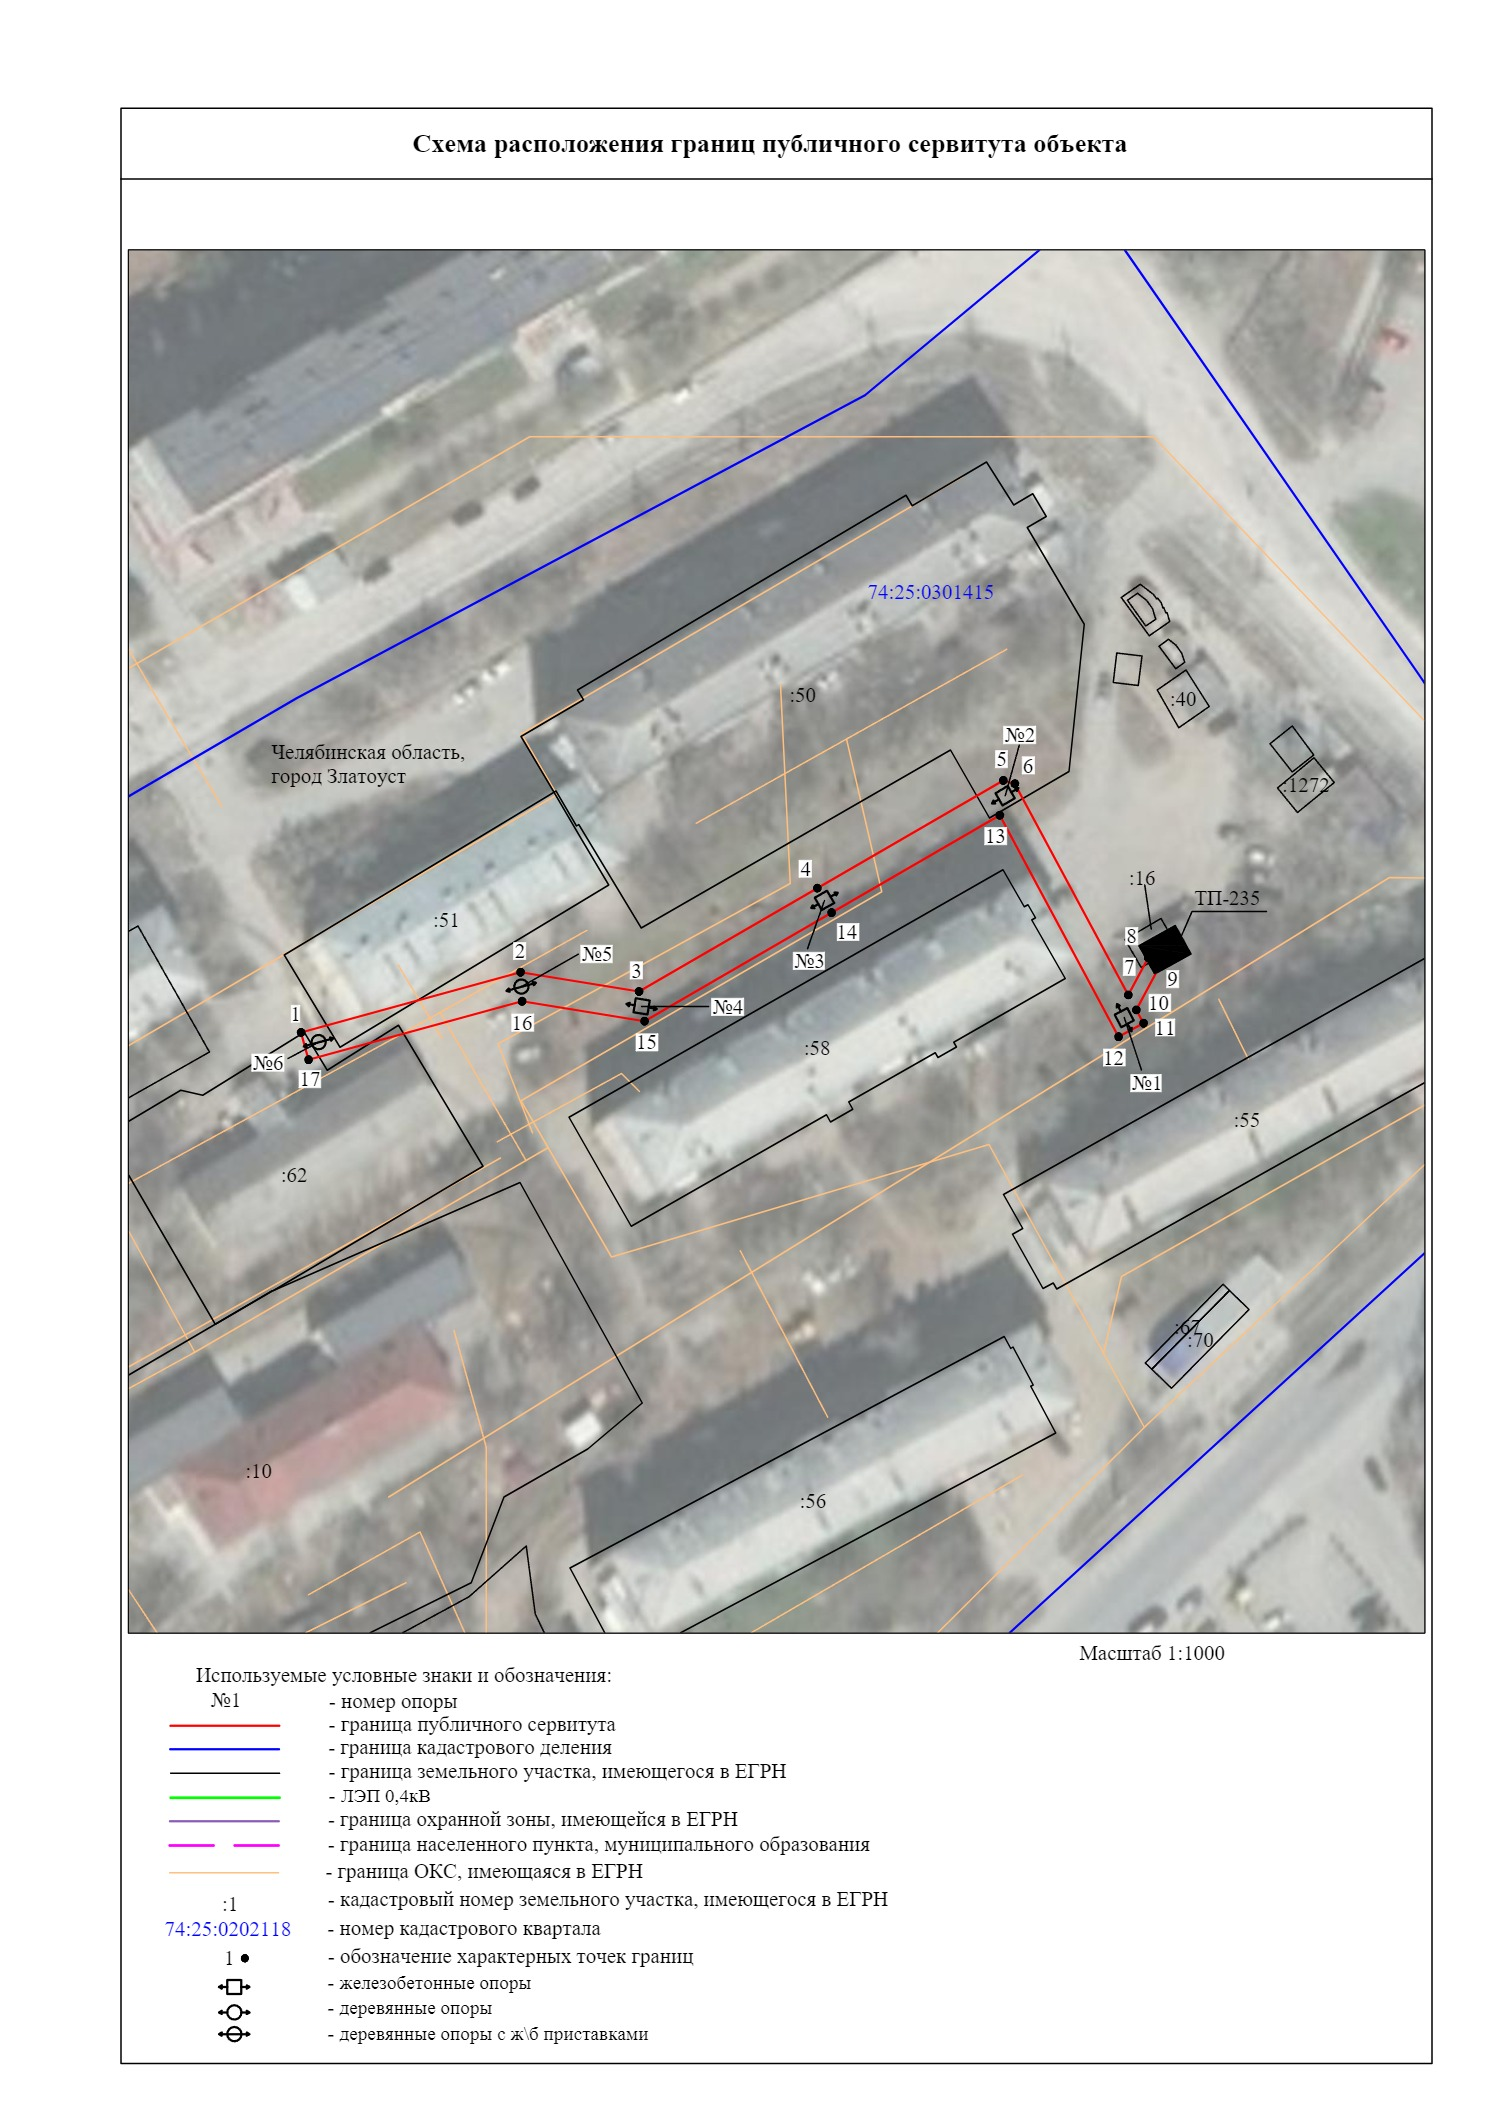 Схема расположения границ публичного сервитута объекта
74:25:0301415
:50
:40
Челябинская область,
город Златоуст
№2
5
6
:1272
13
4
:16
ТП-235
:51
14
8
2
№5
№3
3
7
9
1
16
№4
10
11
15
12
:58
№6
17
№1
:55
:62
:67
:70
:10
:56
Масштаб 1:1000
Используемые условные знаки и обозначения:
№1 - номер опоры
- граница публичного сервитута
- граница кадастрового деления
- граница земельного участка, имеющегося в ЕГРН
- ЛЭП 0,4кВ
- граница охранной зоны, имеющейся в ЕГРН
- граница населенного пункта, муниципального образования
- граница ОКС, имеющаяся в ЕГРН
:1 - кадастровый номер земельного участка, имеющегося в ЕГРН
74:25:0202118 - номер кадастрового квартала
1 - обозначение характерных точек границ
- железобетонные опоры
- деревянные опоры
- деревянные опоры с ж\б приставками